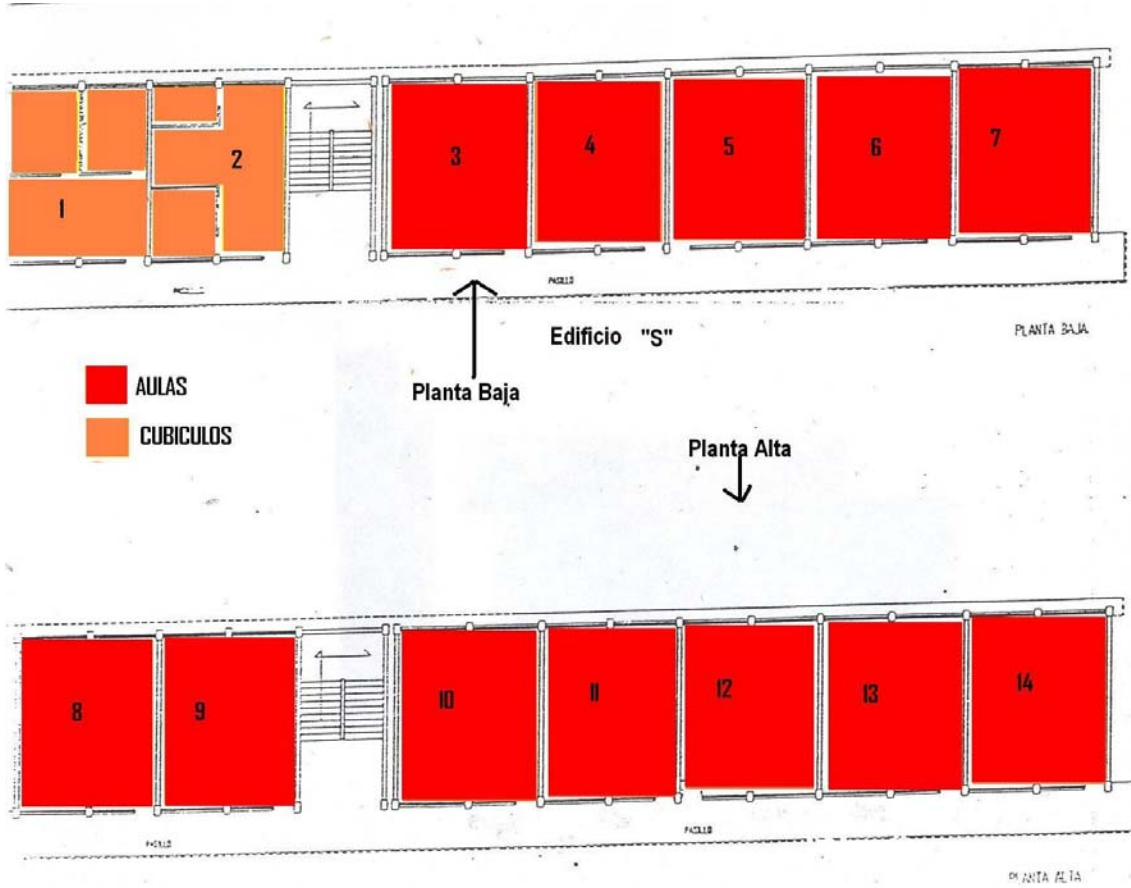 1
2
3
4
5
6
7
PASILLO
PASILLO
PLANTA BAJA
Edificio "S"
Planta Baja
AULAS
CUBICULOS
Planta Alta
8
9
10
11
12
13
14
PASILLO
PASILLO
PLANTA ALTA